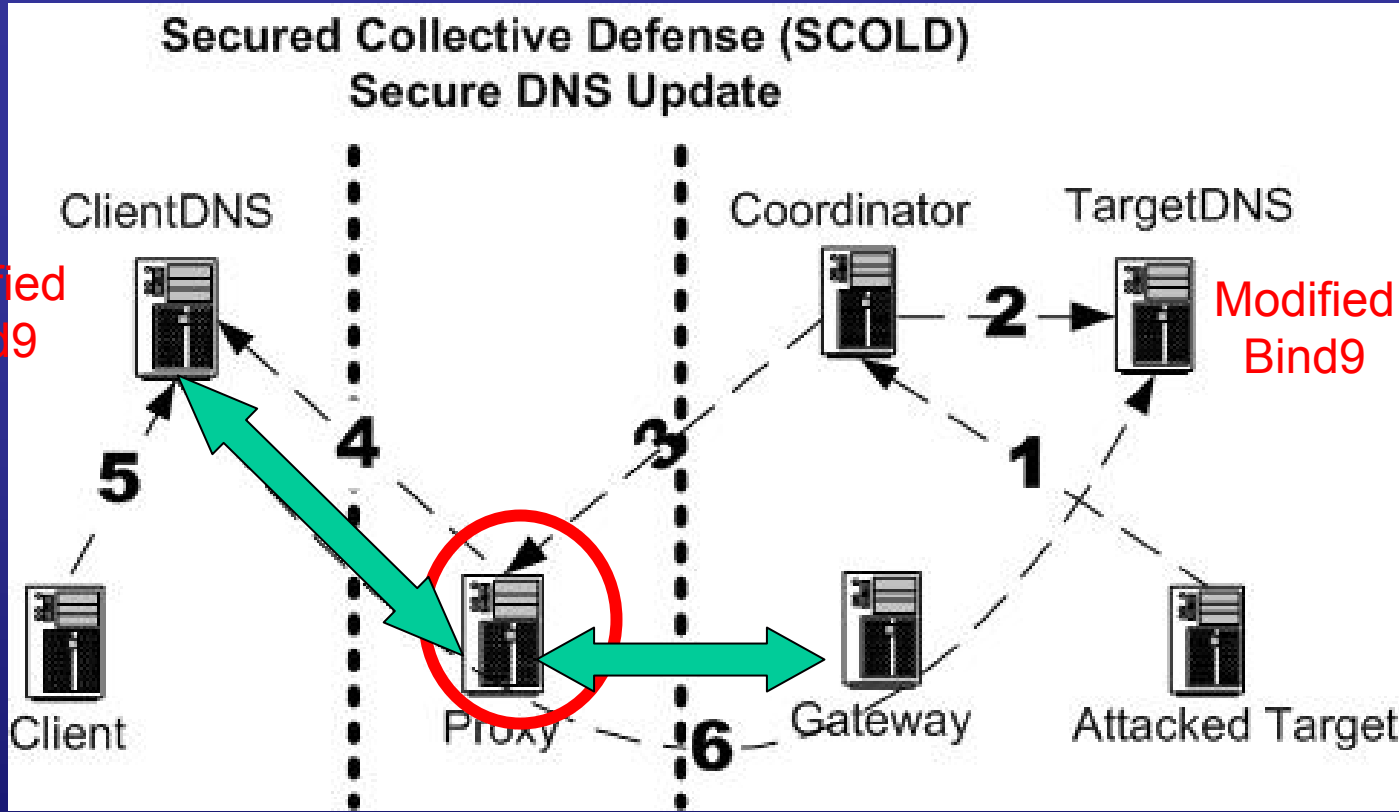 Secured Collective Defense (SCOLD)
Secure DNS Update
ClientDNS
Coordinator
TargetDNS
Modified
Bind9
2
4
3
1
5
6
Client
Proxy
Gateway
Attacked Target